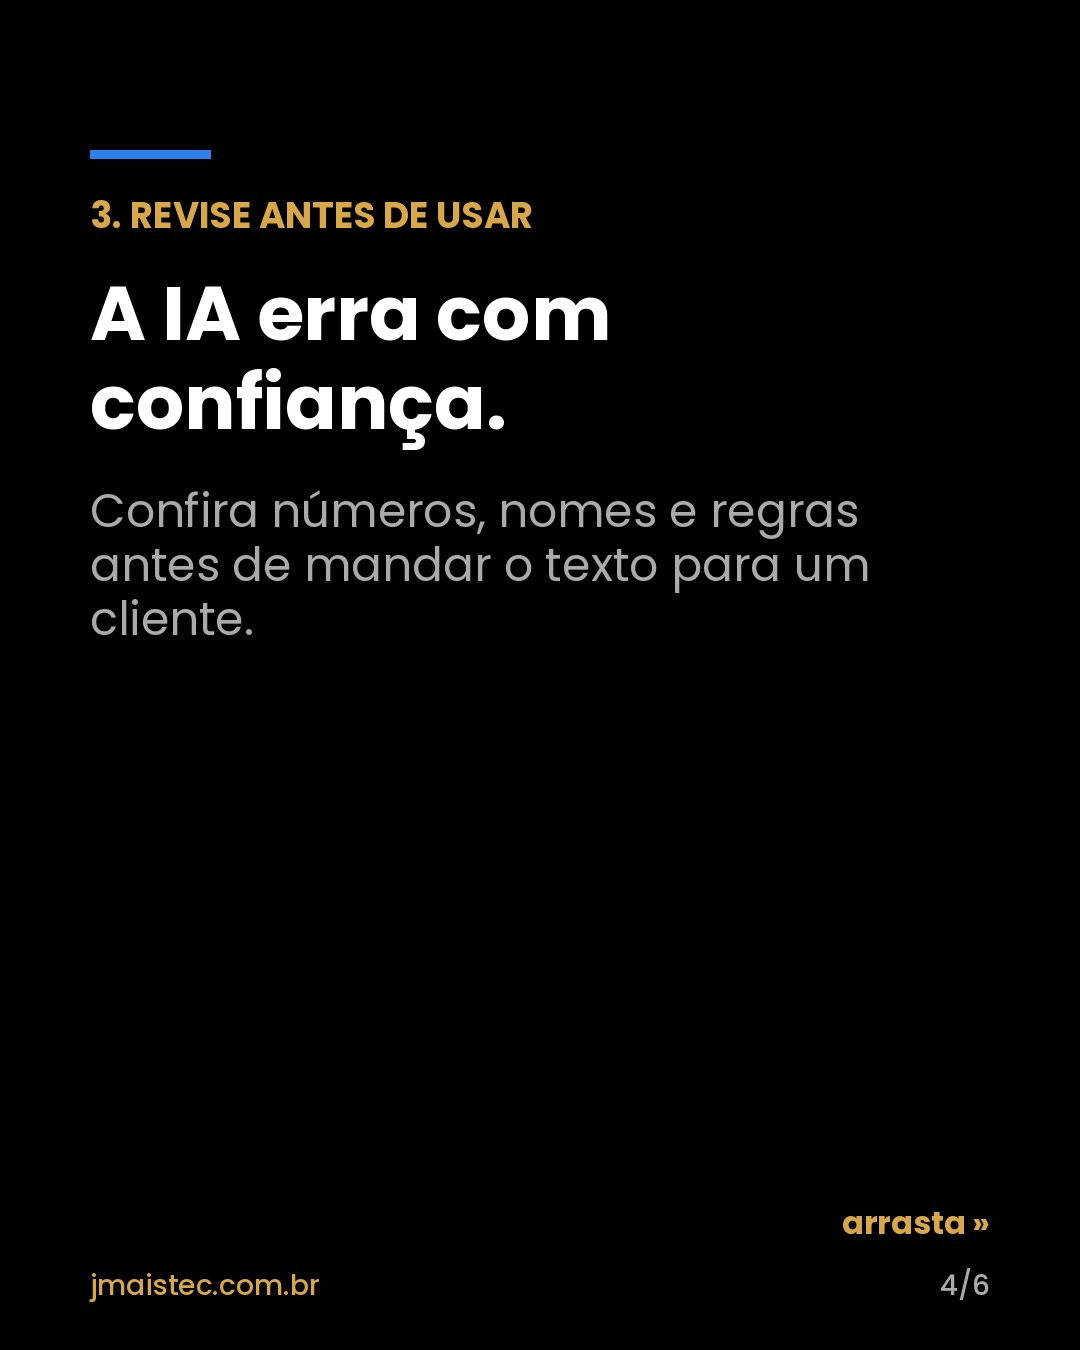 3. REVISE ANTES DE USAR
A IA erra com
confiança.
Confira números, nomes e regras
antes de mandar o texto para um
cliente.
arrasta »
jmaistec.com.br
4/6